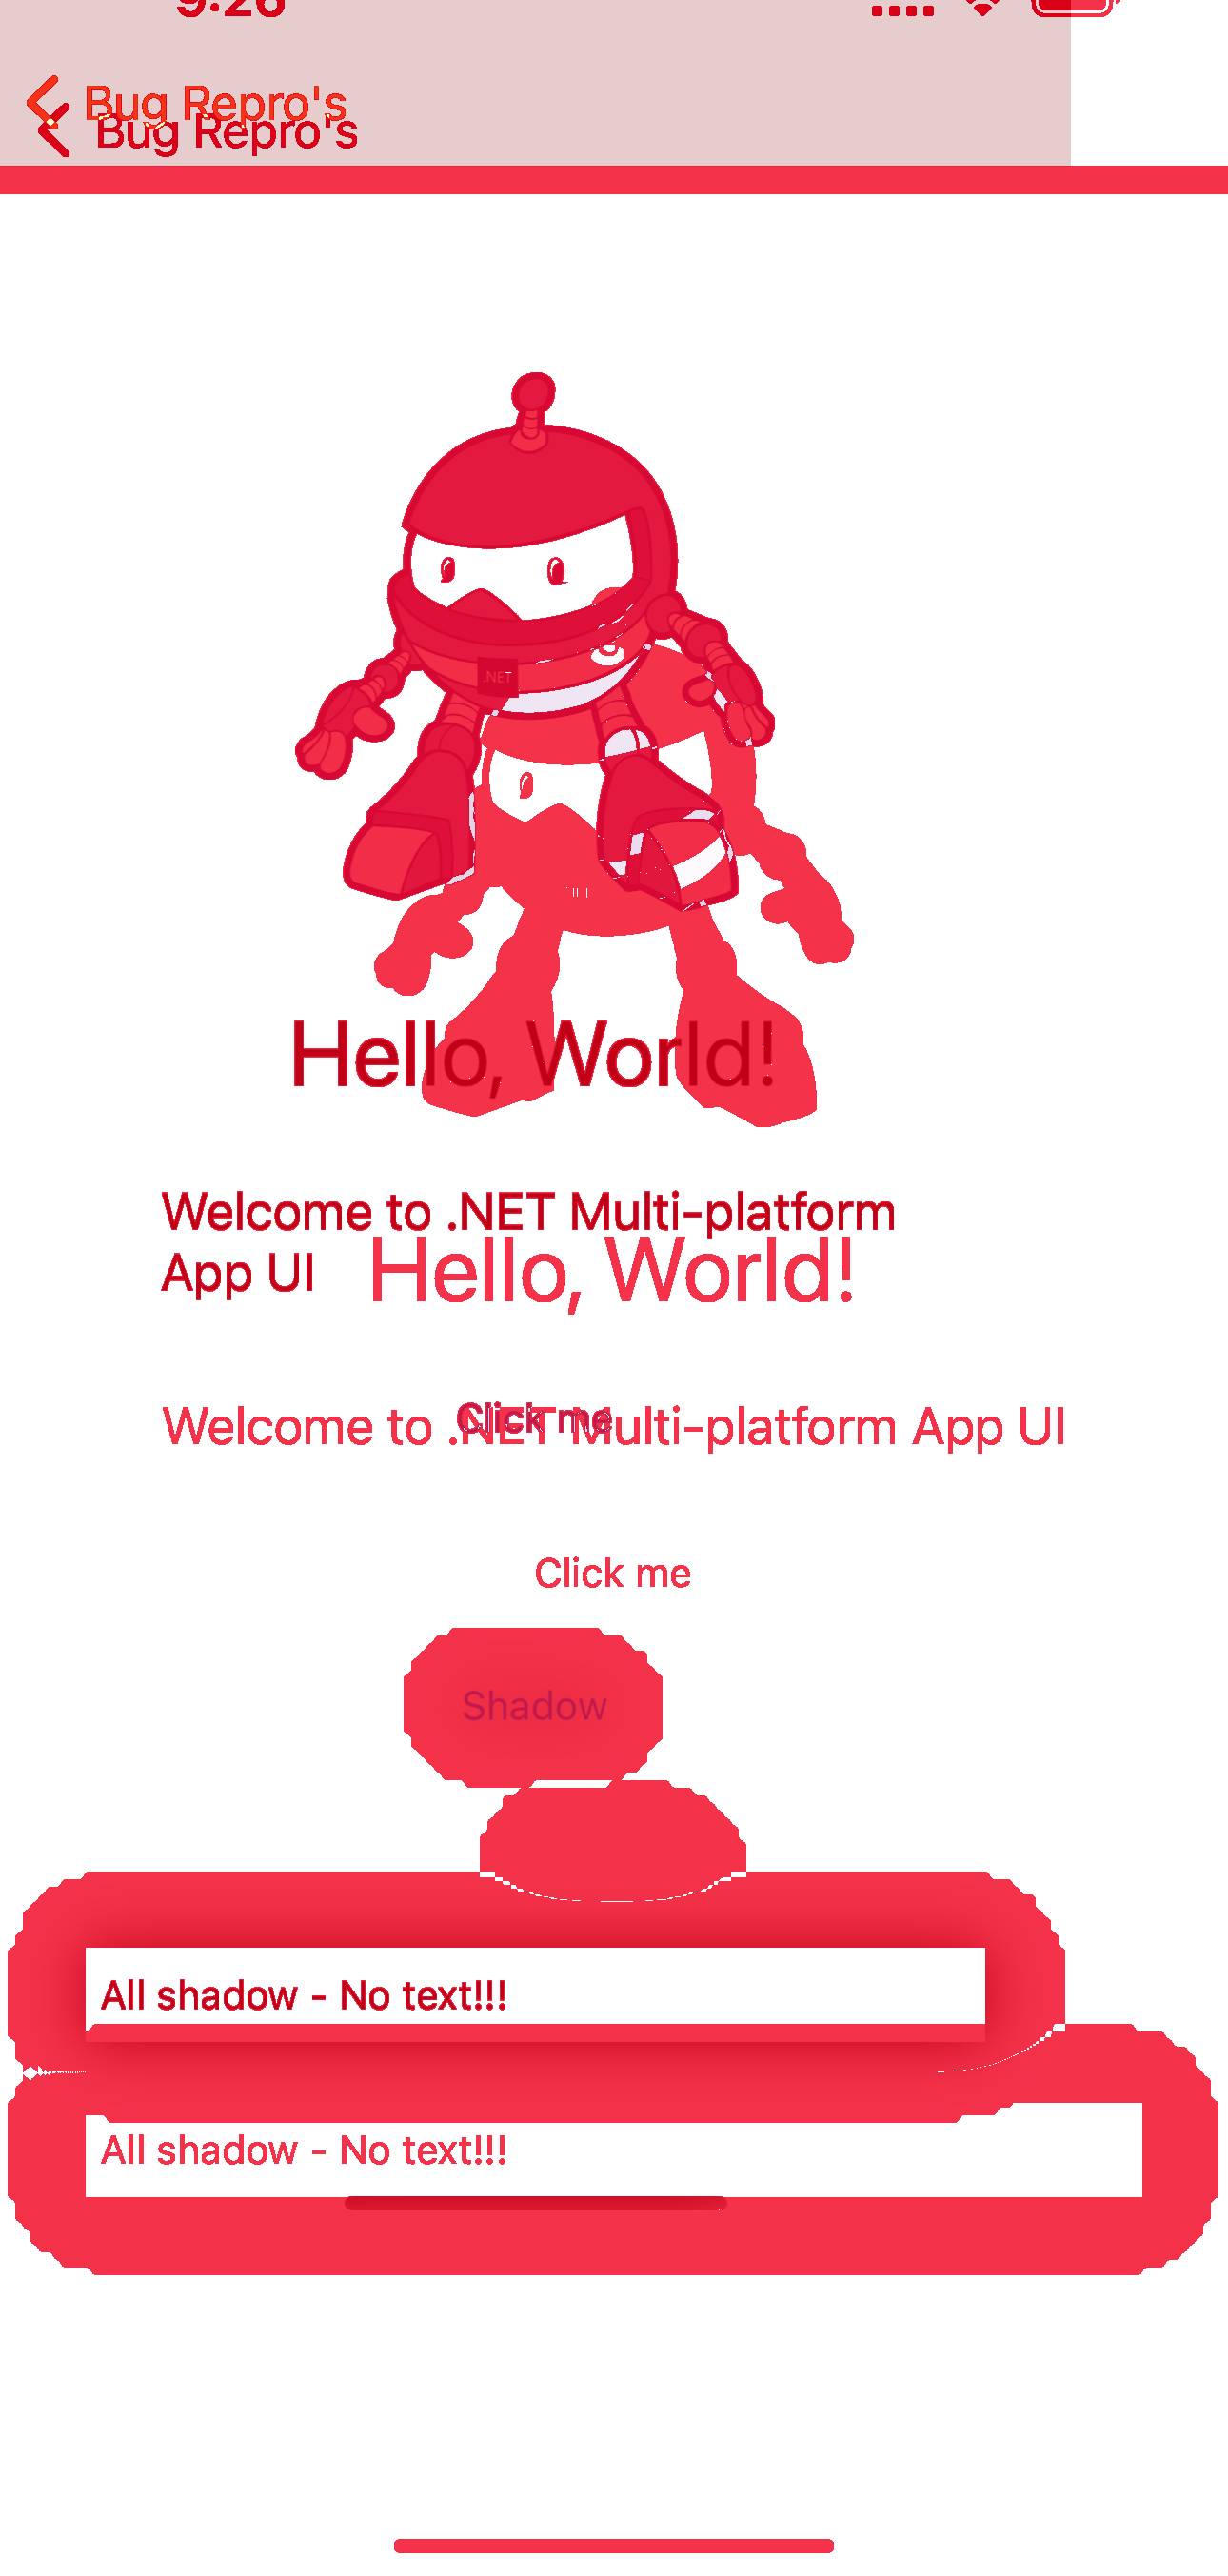 9:26
Bug Repro's
Bug Repro's
.NET
Hello, World!
Welcome to .NET Multi-platform
App UI
Hello, World!
Click me
Welcome to .NET Multi-platform App UI
Click me
Shadow
All shadow - No text!!!
All shadow - No text!!!